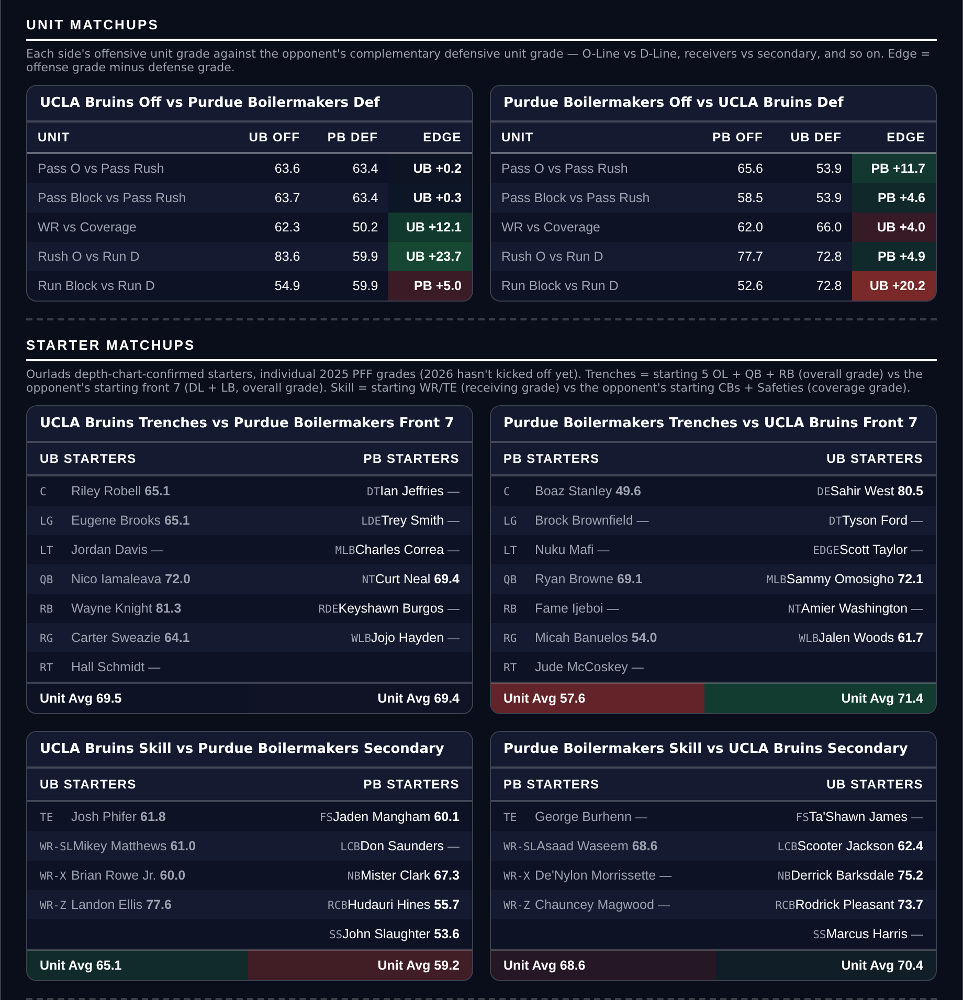 UNIT MATCHUPS
Each side's offensive unit grade against the opponent's complementary defensive unit grade — O-Line vs D-Line, receivers vs secondary, and so on. Edge =
offense grade minus defense grade.
UCLA Bruins Off vs Purdue Boilermakers Def
UNIT UB OFF PB DEF EDGE
Pass O vs Pass Rush 63.6 63.4 UB +0.2
Pass Block vs Pass Rush 63.7 63.4 UB +0.3
WR vs Coverage 62.3 50.2 UB +12.1
Rush O vs Run D 83.6 59.9 UB +23.7
Run Block vs Run D 54.9 59.9 PB +5.0
Purdue Boilermakers Off vs UCLA Bruins Def
UNIT PB OFF UB DEF EDGE
Pass O vs Pass Rush 65.6 53.9 PB +11.7
Pass Block vs Pass Rush 58.5 53.9 PB +4.6
WR vs Coverage 62.0 66.0 UB +4.0
Rush O vs Run D 77.7 72.8 PB +4.9
Run Block vs Run D 52.6 72.8 UB +20.2
STARTER MATCHUPS
Ourlads depth-chart-confirmed starters, individual 2025 PFF grades (2026 hasn't kicked off yet). Trenches = starting 5 OL + QB + RB (overall grade) vs the
opponent's starting front 7 (DL + LB, overall grade). Skill = starting WR/TE (receiving grade) vs the opponent's starting CBs + Safeties (coverage grade).
UCLA Bruins Trenches vs Purdue Boilermakers Front 7
UB STARTERS PB STARTERS
C Riley Robell 65.1 DTIan Jeffries —
LG Eugene Brooks 65.1 LDETrey Smith —
LT Jordan Davis — MLBCharles Correa —
QB Nico Iamaleava 72.0 NTCurt Neal 69.4
RB Wayne Knight 81.3 RDEKeyshawn Burgos —
RG Carter Sweazie 64.1 WLBJojo Hayden —
RT Hall Schmidt —
Unit Avg 69.5 Unit Avg 69.4
Purdue Boilermakers Trenches vs UCLA Bruins Front 7
PB STARTERS UB STARTERS
C Boaz Stanley 49.6 DESahir West 80.5
LG Brock Brownfield — DTTyson Ford —
LT Nuku Mafi — EDGEScott Taylor —
QB Ryan Browne 69.1 MLBSammy Omosigho 72.1
RB Fame Ijeboi — NTAmier Washington —
RG Micah Banuelos 54.0 WLBJalen Woods 61.7
RT Jude McCoskey —
Unit Avg 57.6 Unit Avg 71.4
UCLA Bruins Skill vs Purdue Boilermakers Secondary
UB STARTERS PB STARTERS
TE Josh Phifer 61.8 FSJaden Mangham 60.1
WR-SLMikey Matthews 61.0 LCBDon Saunders —
WR-X Brian Rowe Jr. 60.0 NBMister Clark 67.3
WR-Z Landon Ellis 77.6 RCBHudauri Hines 55.7
SSJohn Slaughter 53.6
Unit Avg 65.1 Unit Avg 59.2
Purdue Boilermakers Skill vs UCLA Bruins Secondary
PB STARTERS UB STARTERS
TE George Burhenn — FSTa'Shawn James —
WR-SLAsaad Waseem 68.6 LCBScooter Jackson 62.4
WR-X De'Nylon Morrissette — NBDerrick Barksdale 75.2
WR-Z Chauncey Magwood — RCBRodrick Pleasant 73.7
SSMarcus Harris —
Unit Avg 68.6 Unit Avg 70.4